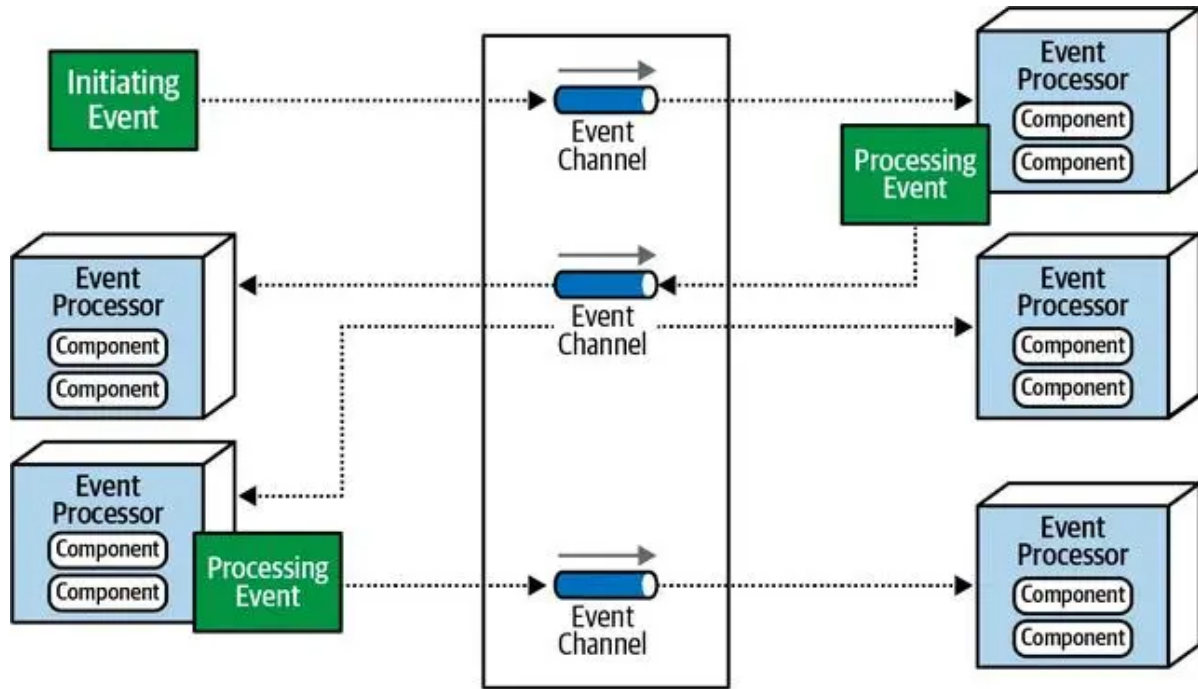 Initiating
Event
Event
Channel
Event
Processor
Component
Component
Processing
Event
Event
Processor
Component
Component
Event
Channel
Event
Processor
Component
Component
Event
Processor
Component
Component
Processing
Event
Event
Channel
Event
Processor
Component
Component